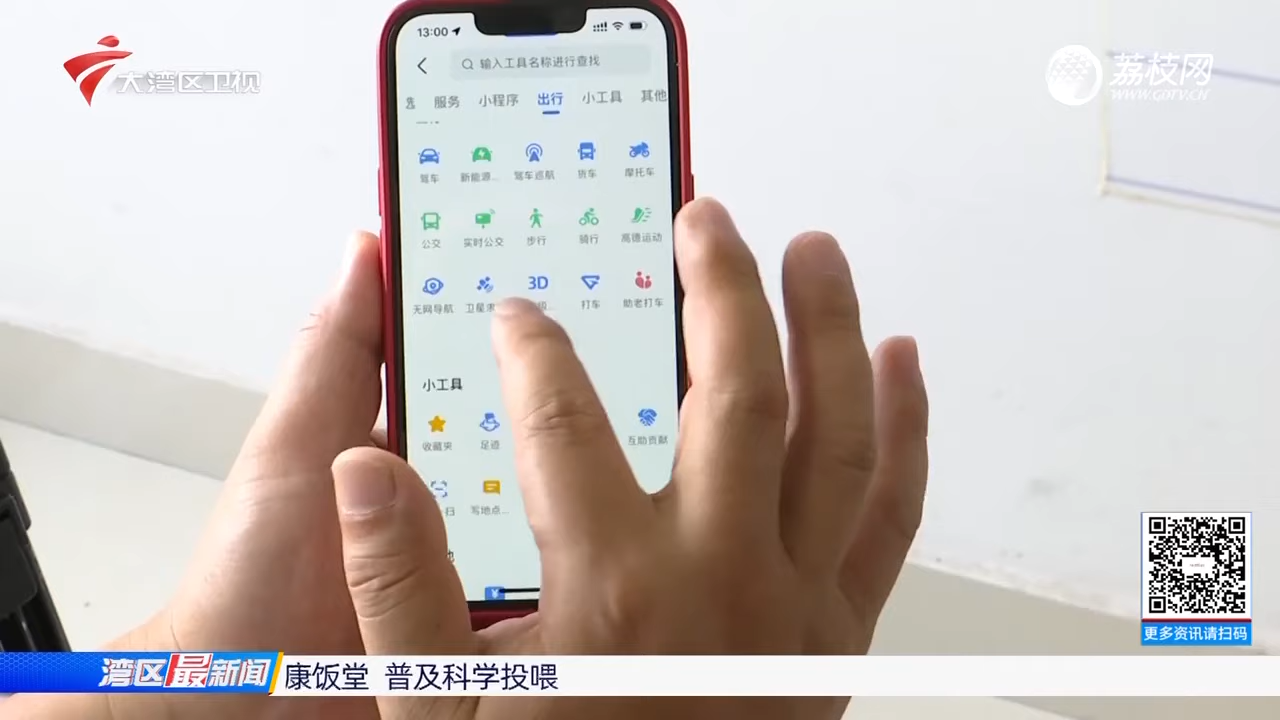 大湾区卫视
荔枝网
WWW.GDTV.CN
13:00
输入工具名称进行查找
服务 小程序 出行 小工具 其他
驾车 新能源... 驾车巡航 货车 摩托车
公交 实时公交 步行 骑行 高德运动
3D
无网导航 卫星 打车 助老打车
小工具
收藏夹 足迹 互助贡献
扫 写地点...
更多资讯请扫码
湾区最新闻 康饭堂 普及科学投喂